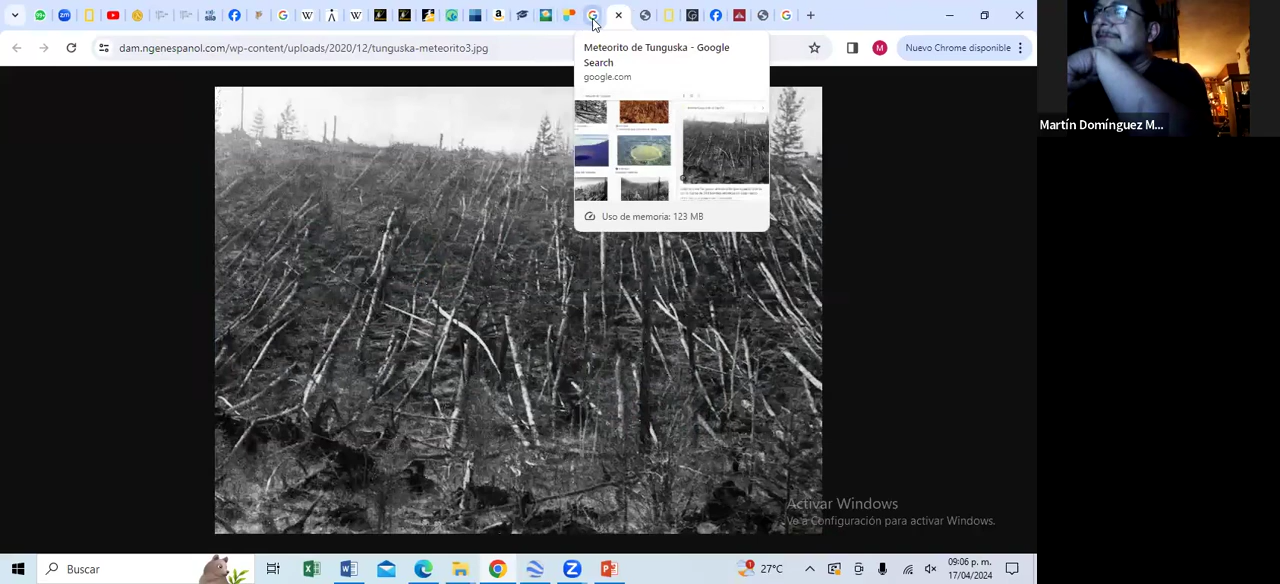 dam.ngenespanol.com/wp-content/uploads/2020/12/tunguska-meteorito3.jpg
M
Nuevo Chrome disponible
Meteorito de Tunguska - Google
Search
google.com
Uso de memoria: 123 MB
Martín Domínguez M...
Activar Windows
Ve a Configuración para activar Windows.
Buscar
27°C
09:06 p. m.
17/04/2024